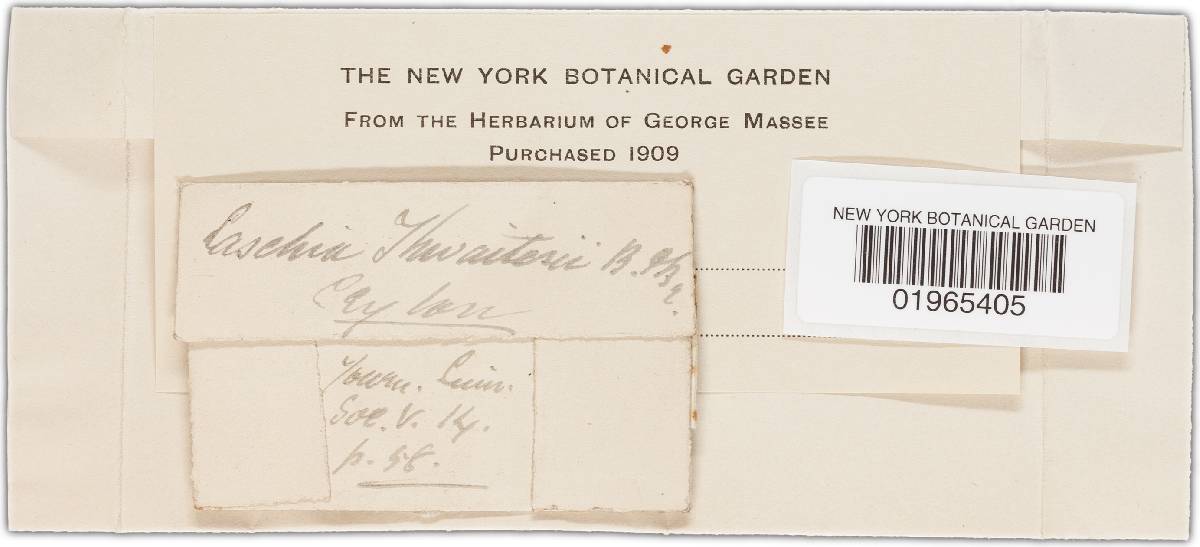 THE NEW YORK BOTANICAL GARDEN
FROM THE HERBARIUM OF GEORGE MASSEE
PURCHASED 1909
Laschia Thwaitesii B. & Br.
Ceylon
Journ. Linn.
Soc. V. 14.
p. 58.
NEW YORK BOTANICAL GARDEN
01965405